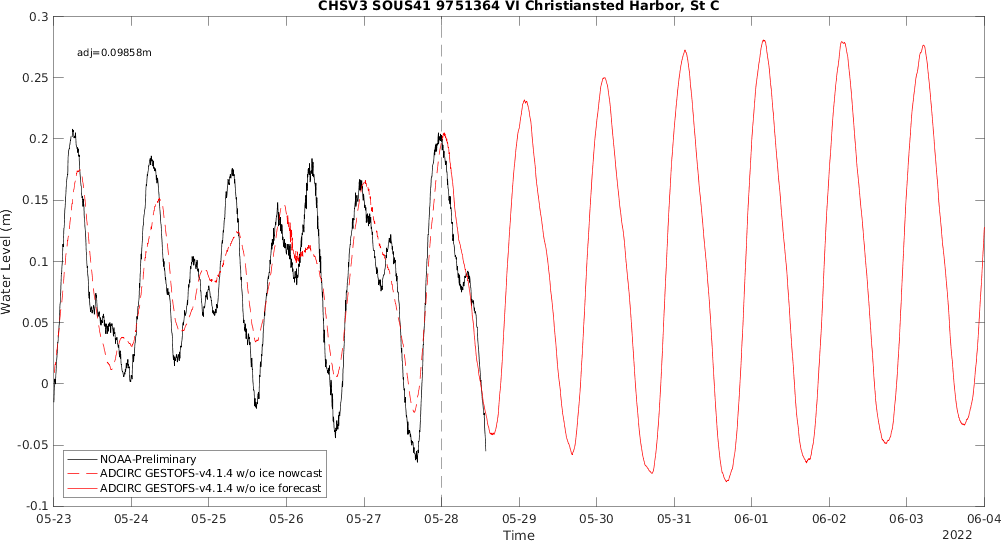 CHSV3 SOUS41 9751364 VI Christiansted Harbor, St C
adj=0.09858m
Water Level (m)
0.3
0.25
0.2
0.15
0.1
0.05
0
-0.05
-0.1
NOAA-Preliminary
ADCIRC GESTOFS-v4.1.4 w/o ice nowcast
ADCIRC GESTOFS-v4.1.4 w/o ice forecast
05-23 05-24 05-25 05-26 05-27 05-28 05-29 05-30 05-31 06-01 06-02 06-03 06-04
Time
2022